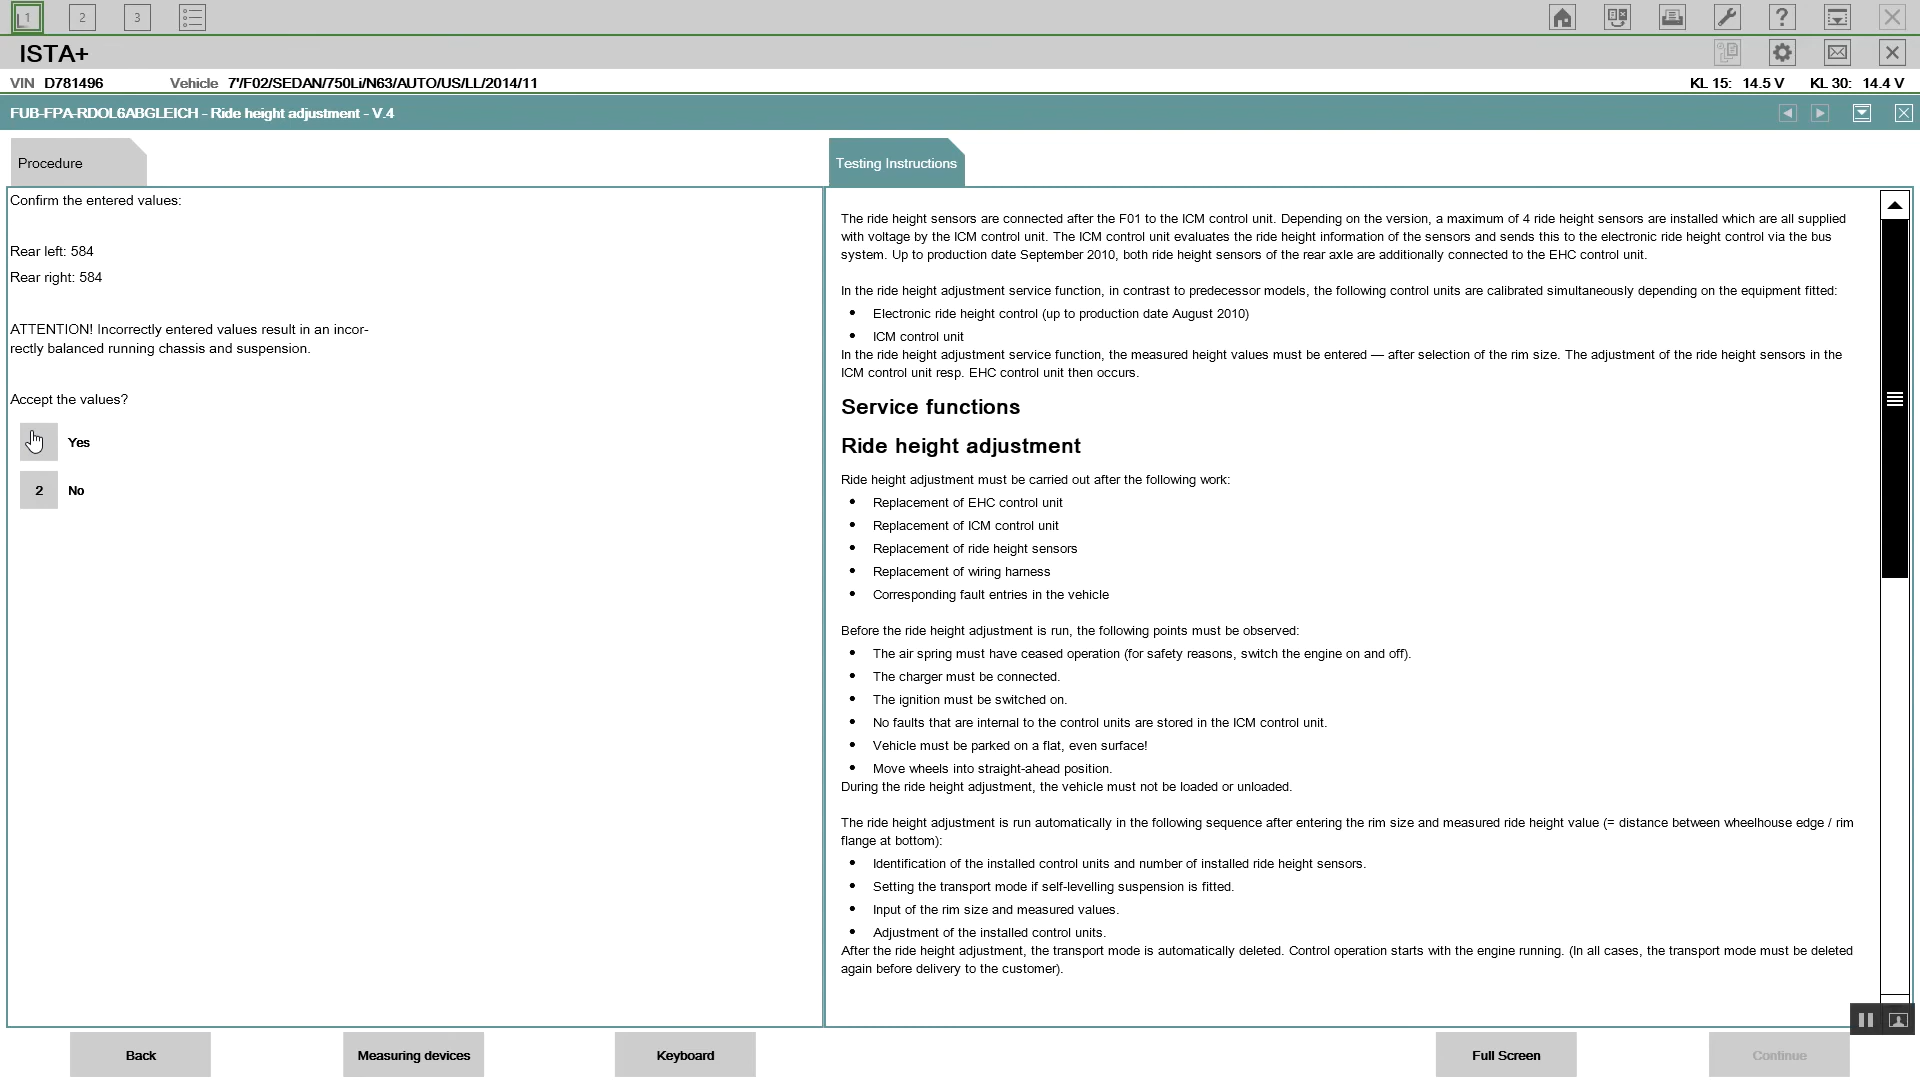 1
2
3
ISTA+
VIN D781496 Vehicle 7'/F02/SEDAN/750Li/N63/AUTO/US/LL/2014/11 KL 15: 14.5 V KL 30: 14.4 V
FUB-FPA-RDOL6ABGLEICH - Ride height adjustment - V.4
Procedure
Confirm the entered values:
Rear left: 584
Rear right: 584
ATTENTION! Incorrectly entered values result in an incor-
rectly balanced running chassis and suspension.
Accept the values?
Yes
2 No
Testing Instructions
The ride height sensors are connected after the F01 to the ICM control unit. Depending on the version, a maximum of 4 ride height sensors are installed which are all supplied
with voltage by the ICM control unit. The ICM control unit evaluates the ride height information of the sensors and sends this to the electronic ride height control via the bus
system. Up to production date September 2010, both ride height sensors of the rear axle are additionally connected to the EHC control unit.
In the ride height adjustment service function, in contrast to predecessor models, the following control units are calibrated simultaneously depending on the equipment fitted:
• Electronic ride height control (up to production date August 2010)
• ICM control unit
In the ride height adjustment service function, the measured height values must be entered — after selection of the rim size. The adjustment of the ride height sensors in the
ICM control unit resp. EHC control unit then occurs.
Service functions
Ride height adjustment
Ride height adjustment must be carried out after the following work:
• Replacement of EHC control unit
• Replacement of ICM control unit
• Replacement of ride height sensors
• Replacement of wiring harness
• Corresponding fault entries in the vehicle
Before the ride height adjustment is run, the following points must be observed:
• The air spring must have ceased operation (for safety reasons, switch the engine on and off).
• The charger must be connected.
• The ignition must be switched on.
• No faults that are internal to the control units are stored in the ICM control unit.
• Vehicle must be parked on a flat, even surface!
• Move wheels into straight-ahead position.
During the ride height adjustment, the vehicle must not be loaded or unloaded.
The ride height adjustment is run automatically in the following sequence after entering the rim size and measured ride height value (= distance between wheelhouse edge / rim
flange at bottom):
• Identification of the installed control units and number of installed ride height sensors.
• Setting the transport mode if self-levelling suspension is fitted.
• Input of the rim size and measured values.
• Adjustment of the installed control units.
After the ride height adjustment, the transport mode is automatically deleted. Control operation starts with the engine running. (In all cases, the transport mode must be deleted
again before delivery to the customer).
Back Measuring devices Keyboard Full Screen Continue